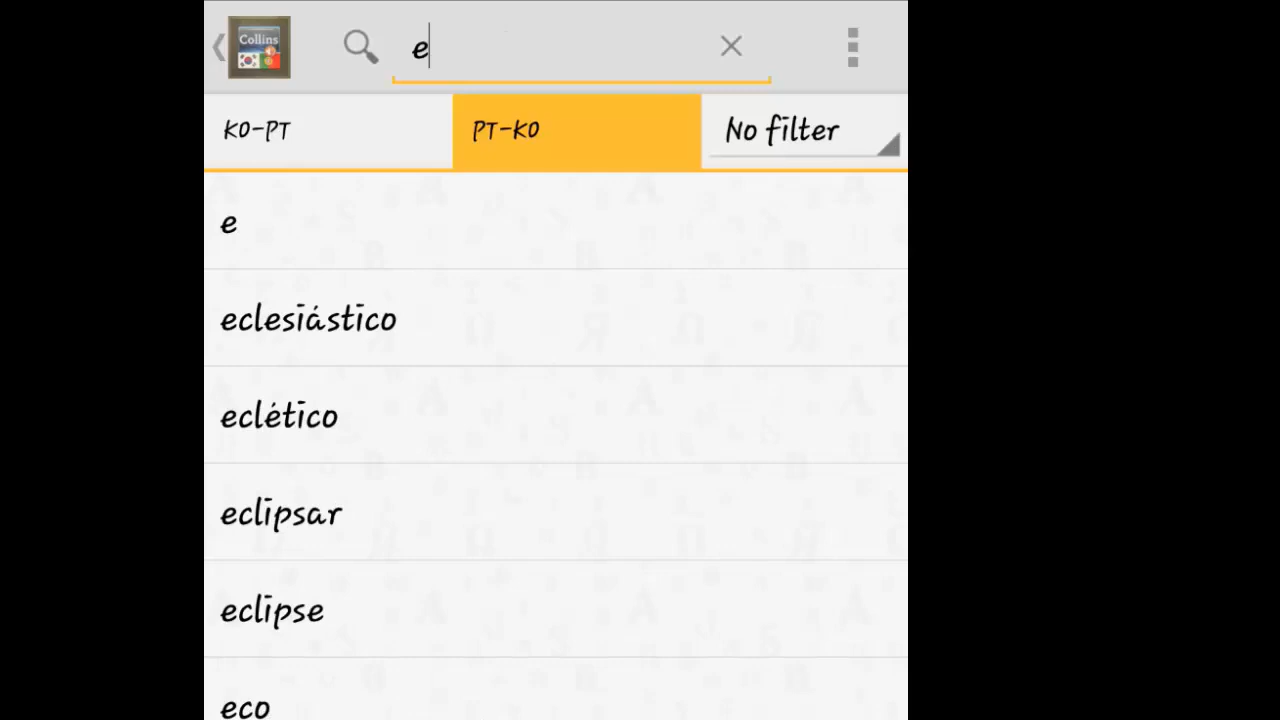 Collins
e
KO-PT
PT-KO
No filter
e
eclesiástico
eclético
eclipsar
eclipse
eco